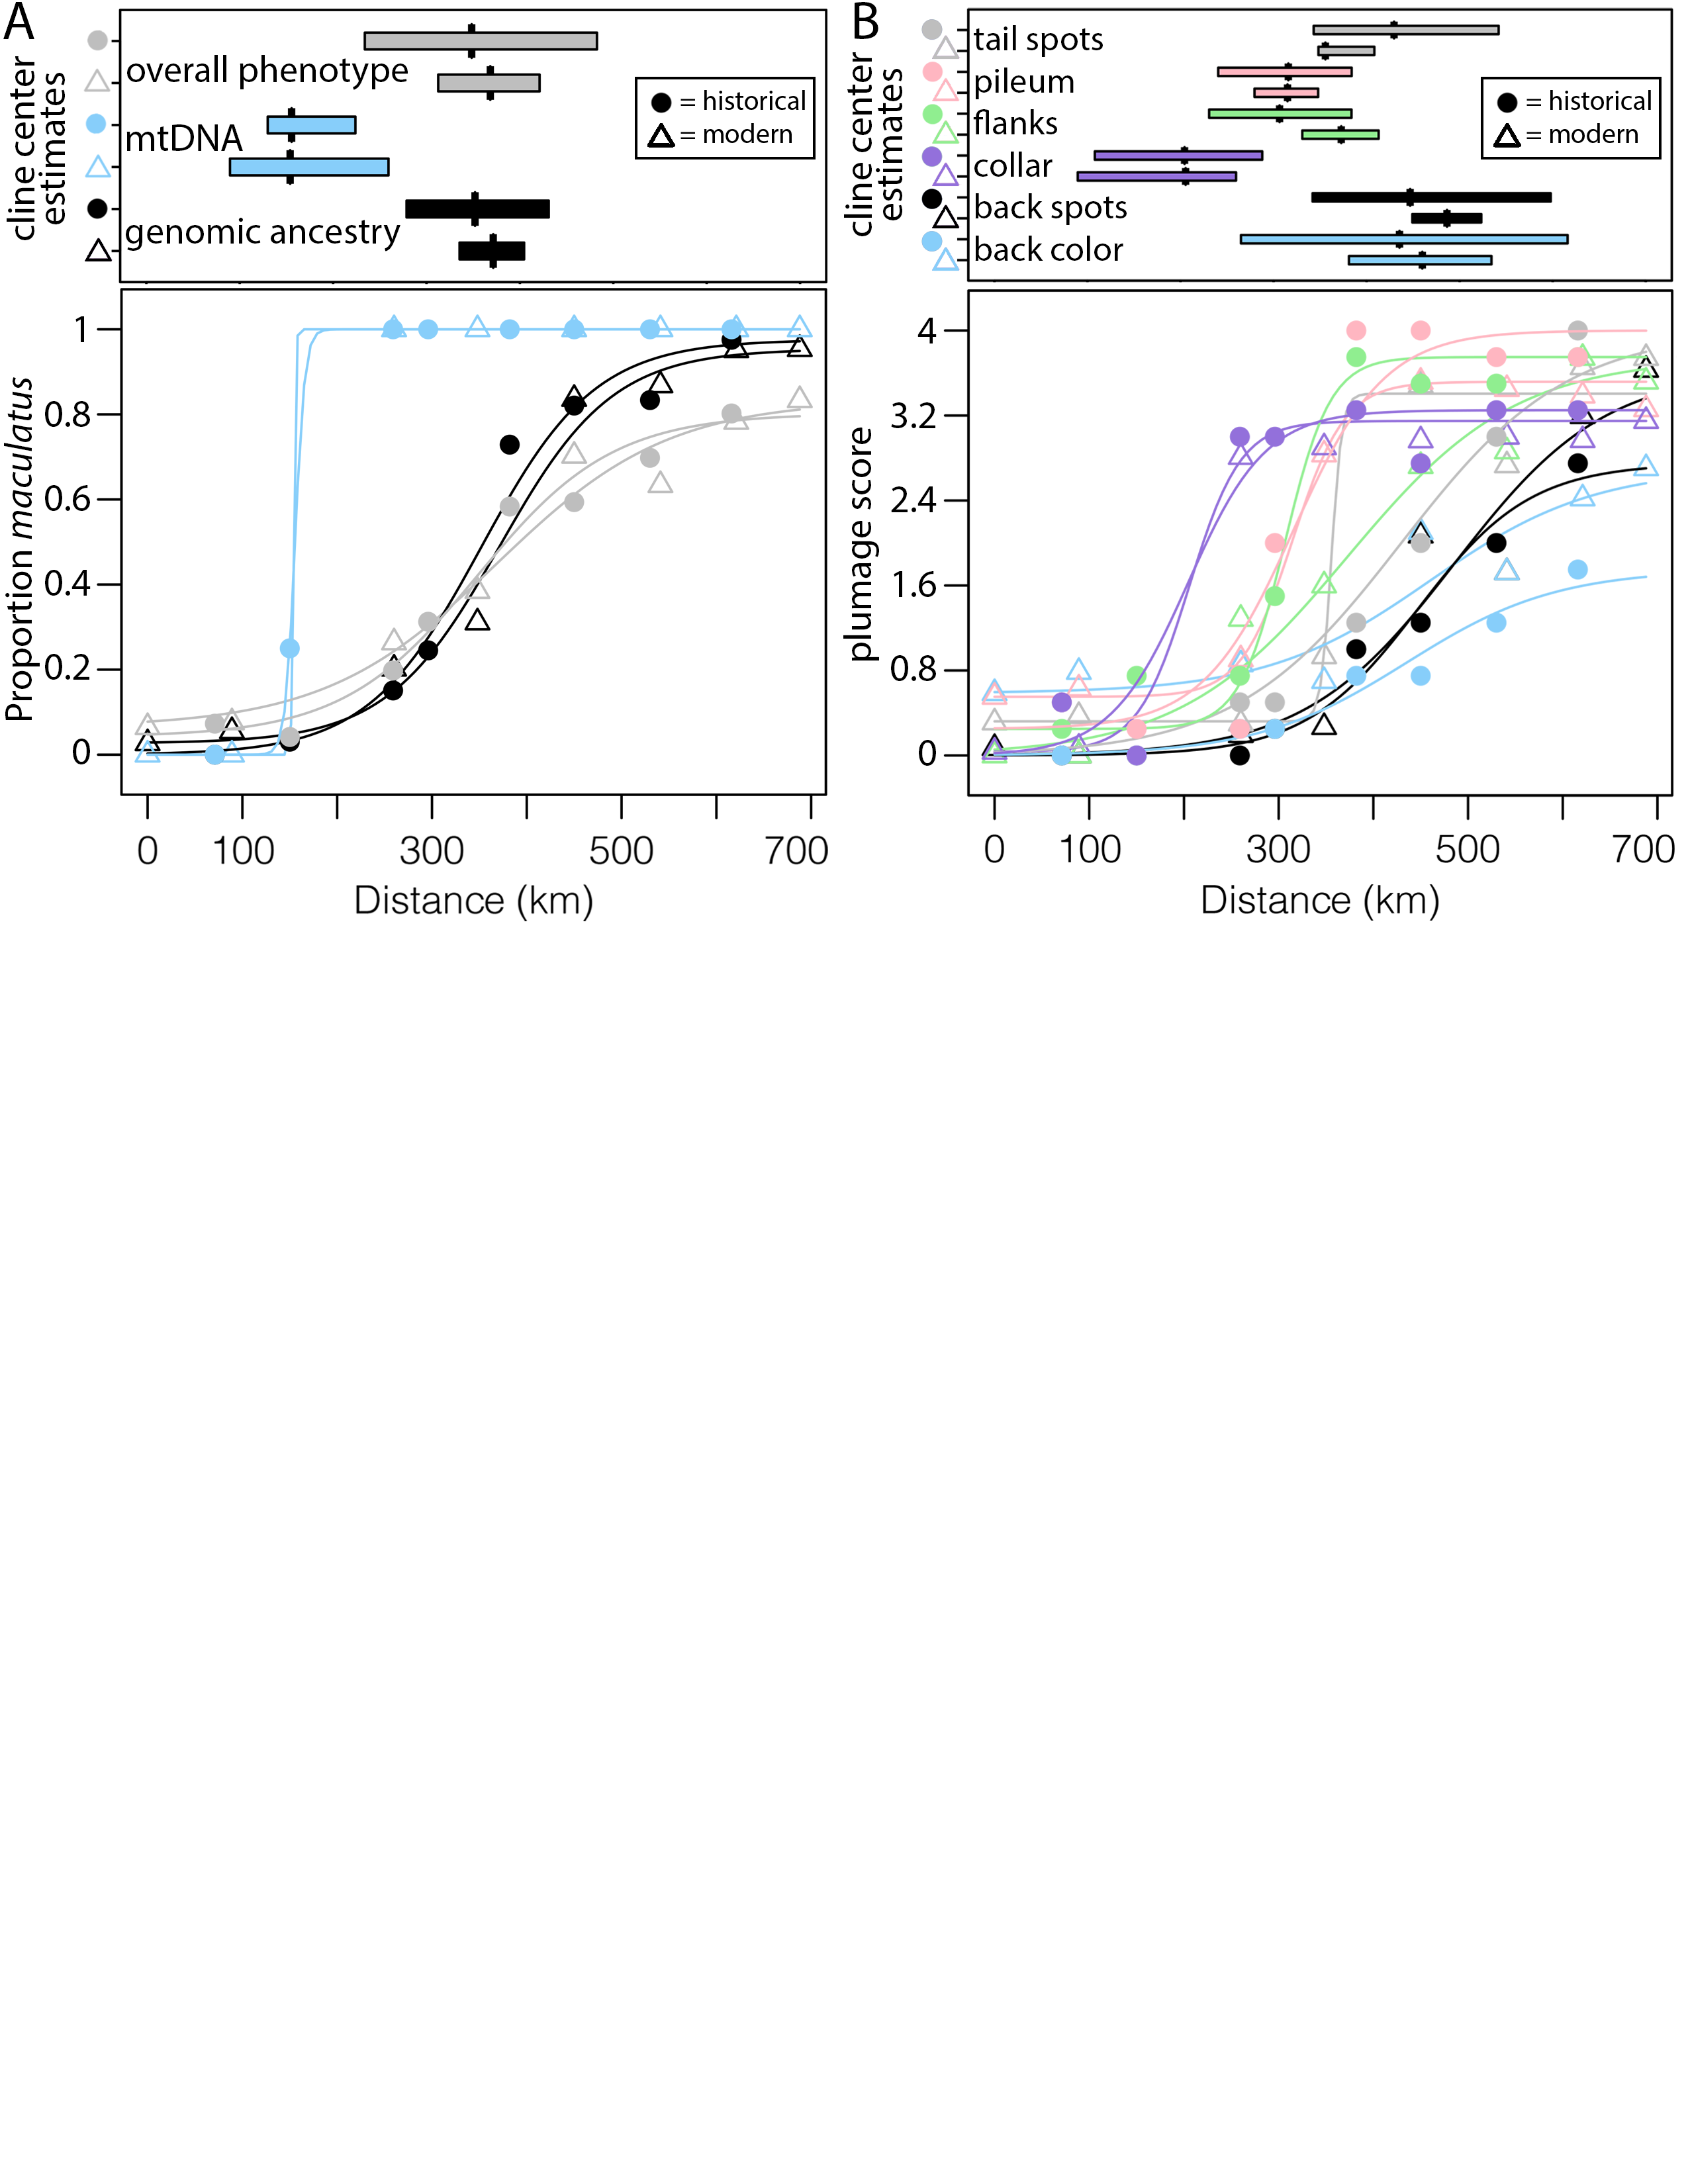 A
cline center
estimates
overall phenotype
mtDNA
genomic ancestry
= historical
= modern
Proportion maculatus
1
0.8
0.6
0.4
0.2
0
0 100 300 500 700
Distance (km)
B
cline center
estimates
tail spots
pileum
flanks
collar
back spots
back color
= historical
= modern
plumage score
4
3.2
2.4
1.6
0.8
0
0 100 300 500 700
Distance (km)